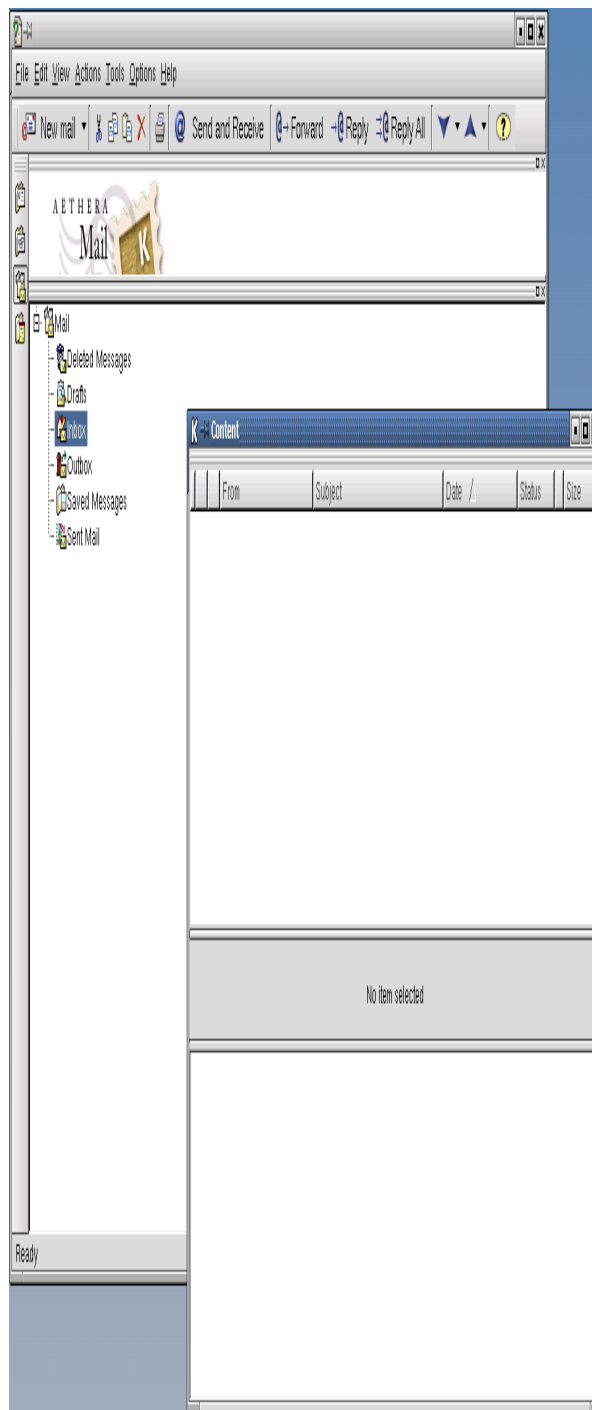 File Edit View Actions Tools Options Help
New mail Send and Receive Forward Reply Reply All
AETHERA
Mail
K
Mail
Deleted Messages
Drafts
Inbox
Outbox
Saved Messages
Sent Mail
Content
From Subject Date Status Size
No item selected
Ready